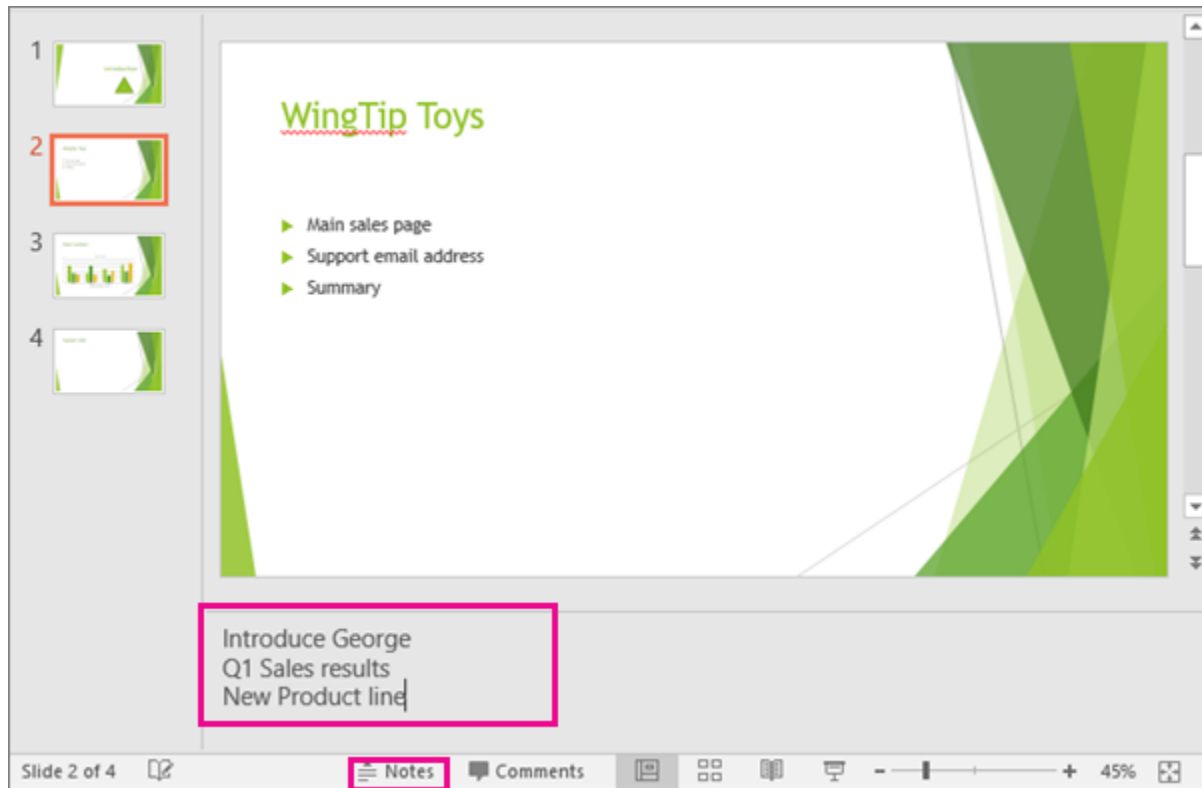 1
2
3
4
WingTip Toys
Main sales page
Support email address
Summary
Introduce George
Q1 Sales results
New Product line
Slide 2 of 4
Notes
Comments
45%